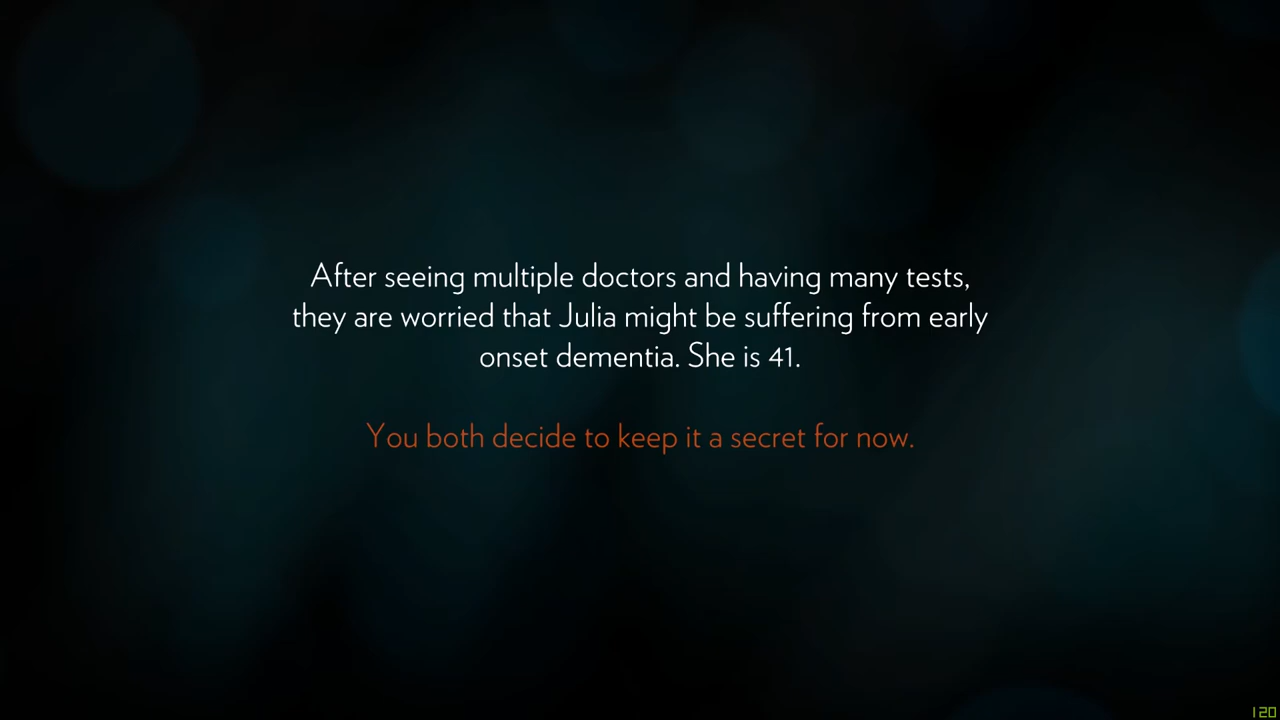 After seeing multiple doctors and having many tests,
they are worried that Julia might be suffering from early
onset dementia. She is 41.
You both decide to keep it a secret for now.
120